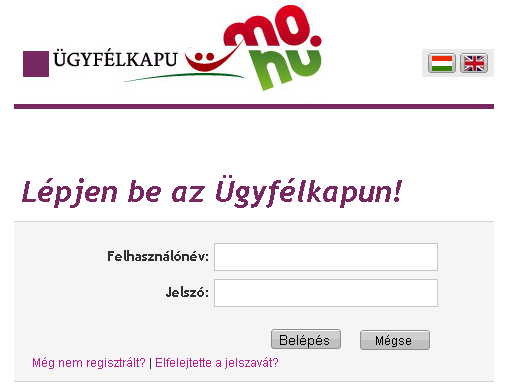 ÜGYFÉLKAPU
mo.hu
Lépjen be az Ügyfélkapun!
Felhasználónév:
Jelszó:
Belépés Mégse
Még nem regisztrált? | Elfelejtette a jelszavát?